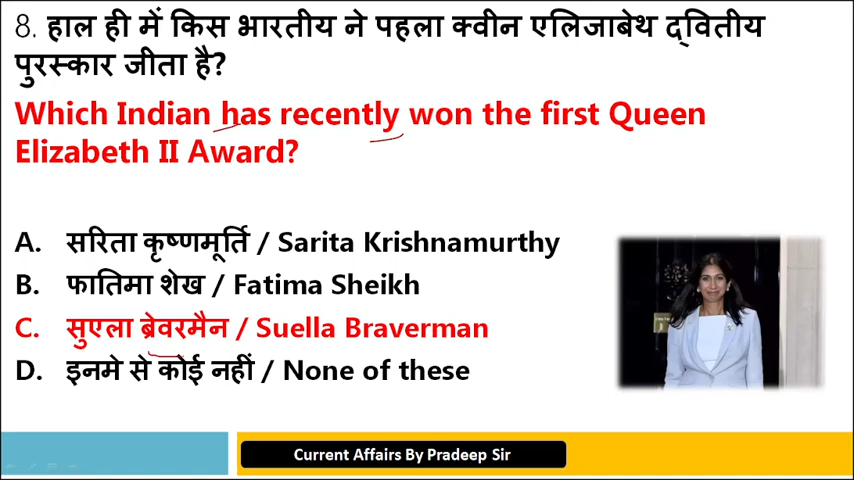 8. हाल ही में किस भारतीय ने पहला क्वीन एलिजाबेथ द्वितीय
पुरस्कार जीता है?
Which Indian has recently won the first Queen
Elizabeth II Award?
A. सरिता कृष्णमूर्ति / Sarita Krishnamurthy
B. फातिमा शेख / Fatima Sheikh
C. सुएला ब्रेवरमैन / Suella Braverman
D. इनमे से कोई नहीं / None of these
Current Affairs By Pradeep Sir